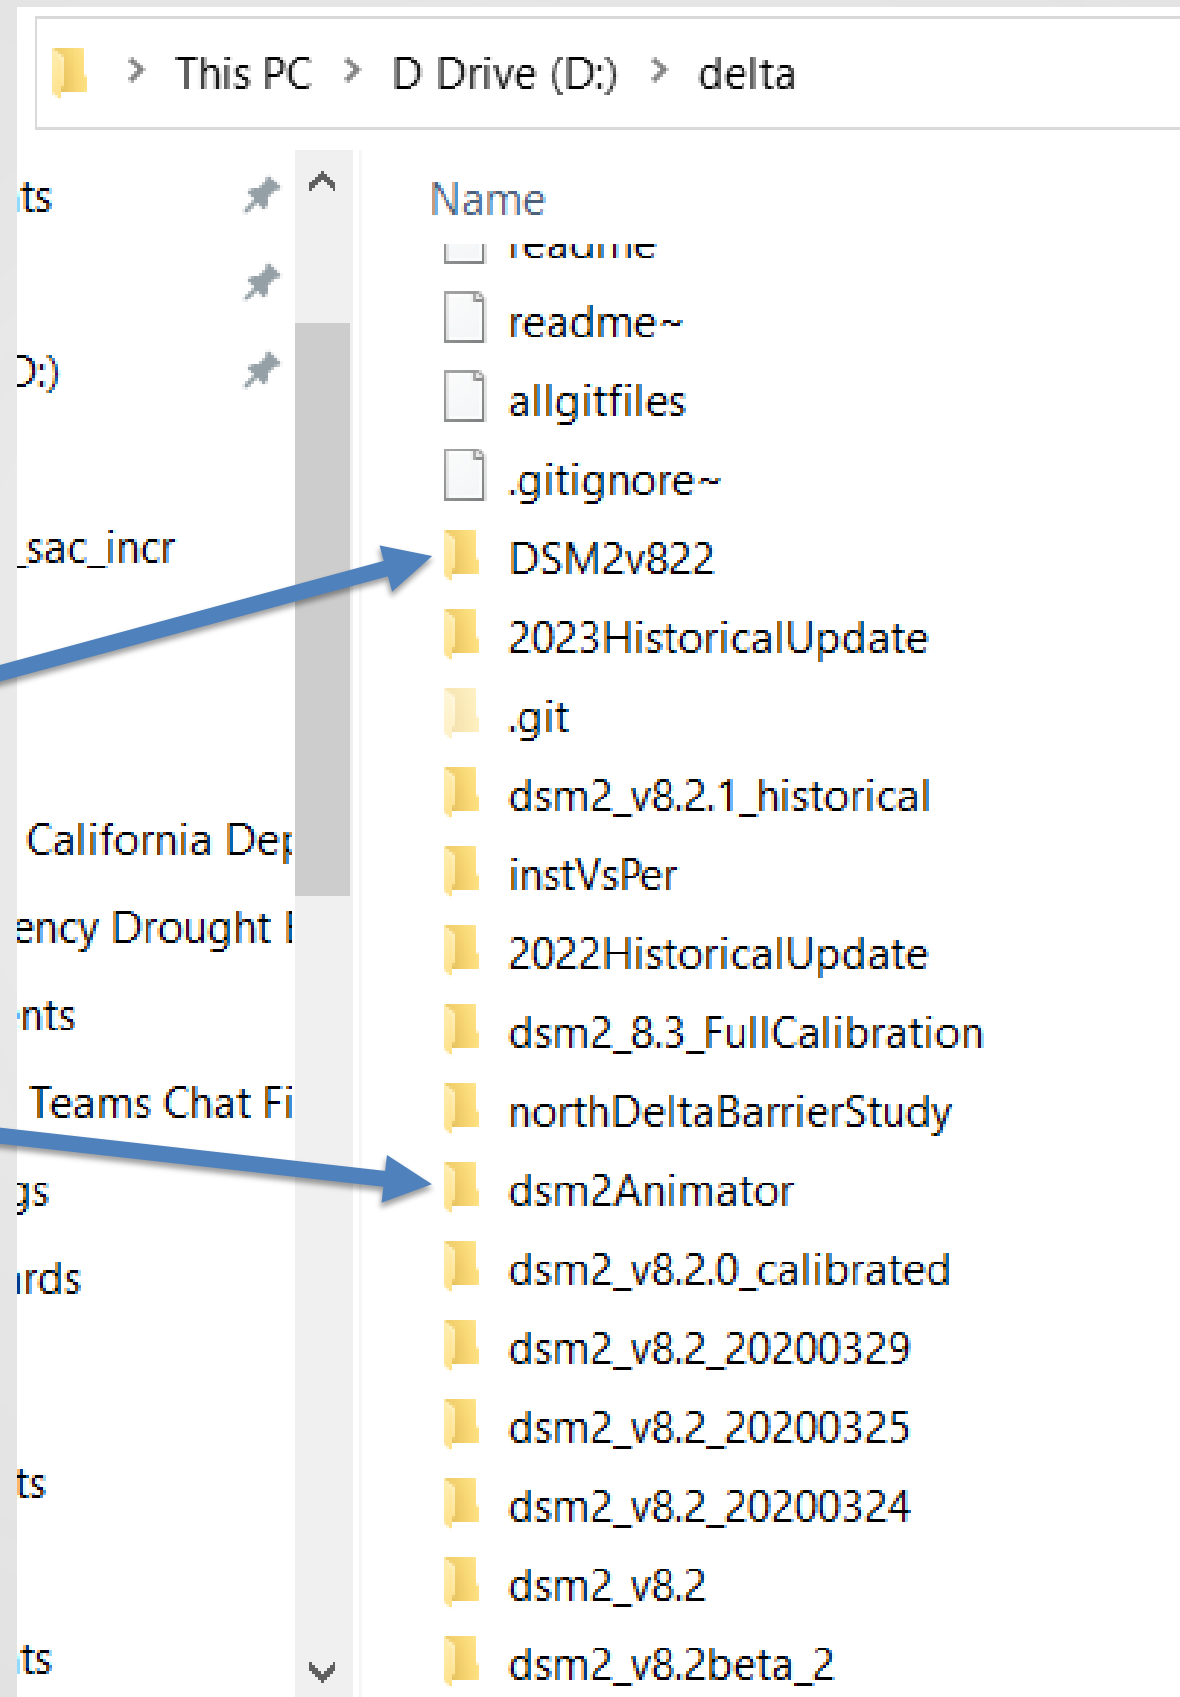 > This PC > D Drive (D:) > delta
Name
readme
readme~
allgitfiles
.gitignore~
_sac_incr
DSM2v822
2023HistoricalUpdate
.git
dsm2_v8.2.1_historical
California Dep
instVsPer
ency Drought
2022HistoricalUpdate
nts
dsm2_8.3_FullCalibration
Teams Chat Fi
northDeltaBarrierStudy
gs
dsm2Animator
rds
dsm2_v8.2.0_calibrated
dsm2_v8.2_20200329
dsm2_v8.2_20200325
ts
dsm2_v8.2_20200324
dsm2_v8.2
ts
dsm2_v8.2beta_2